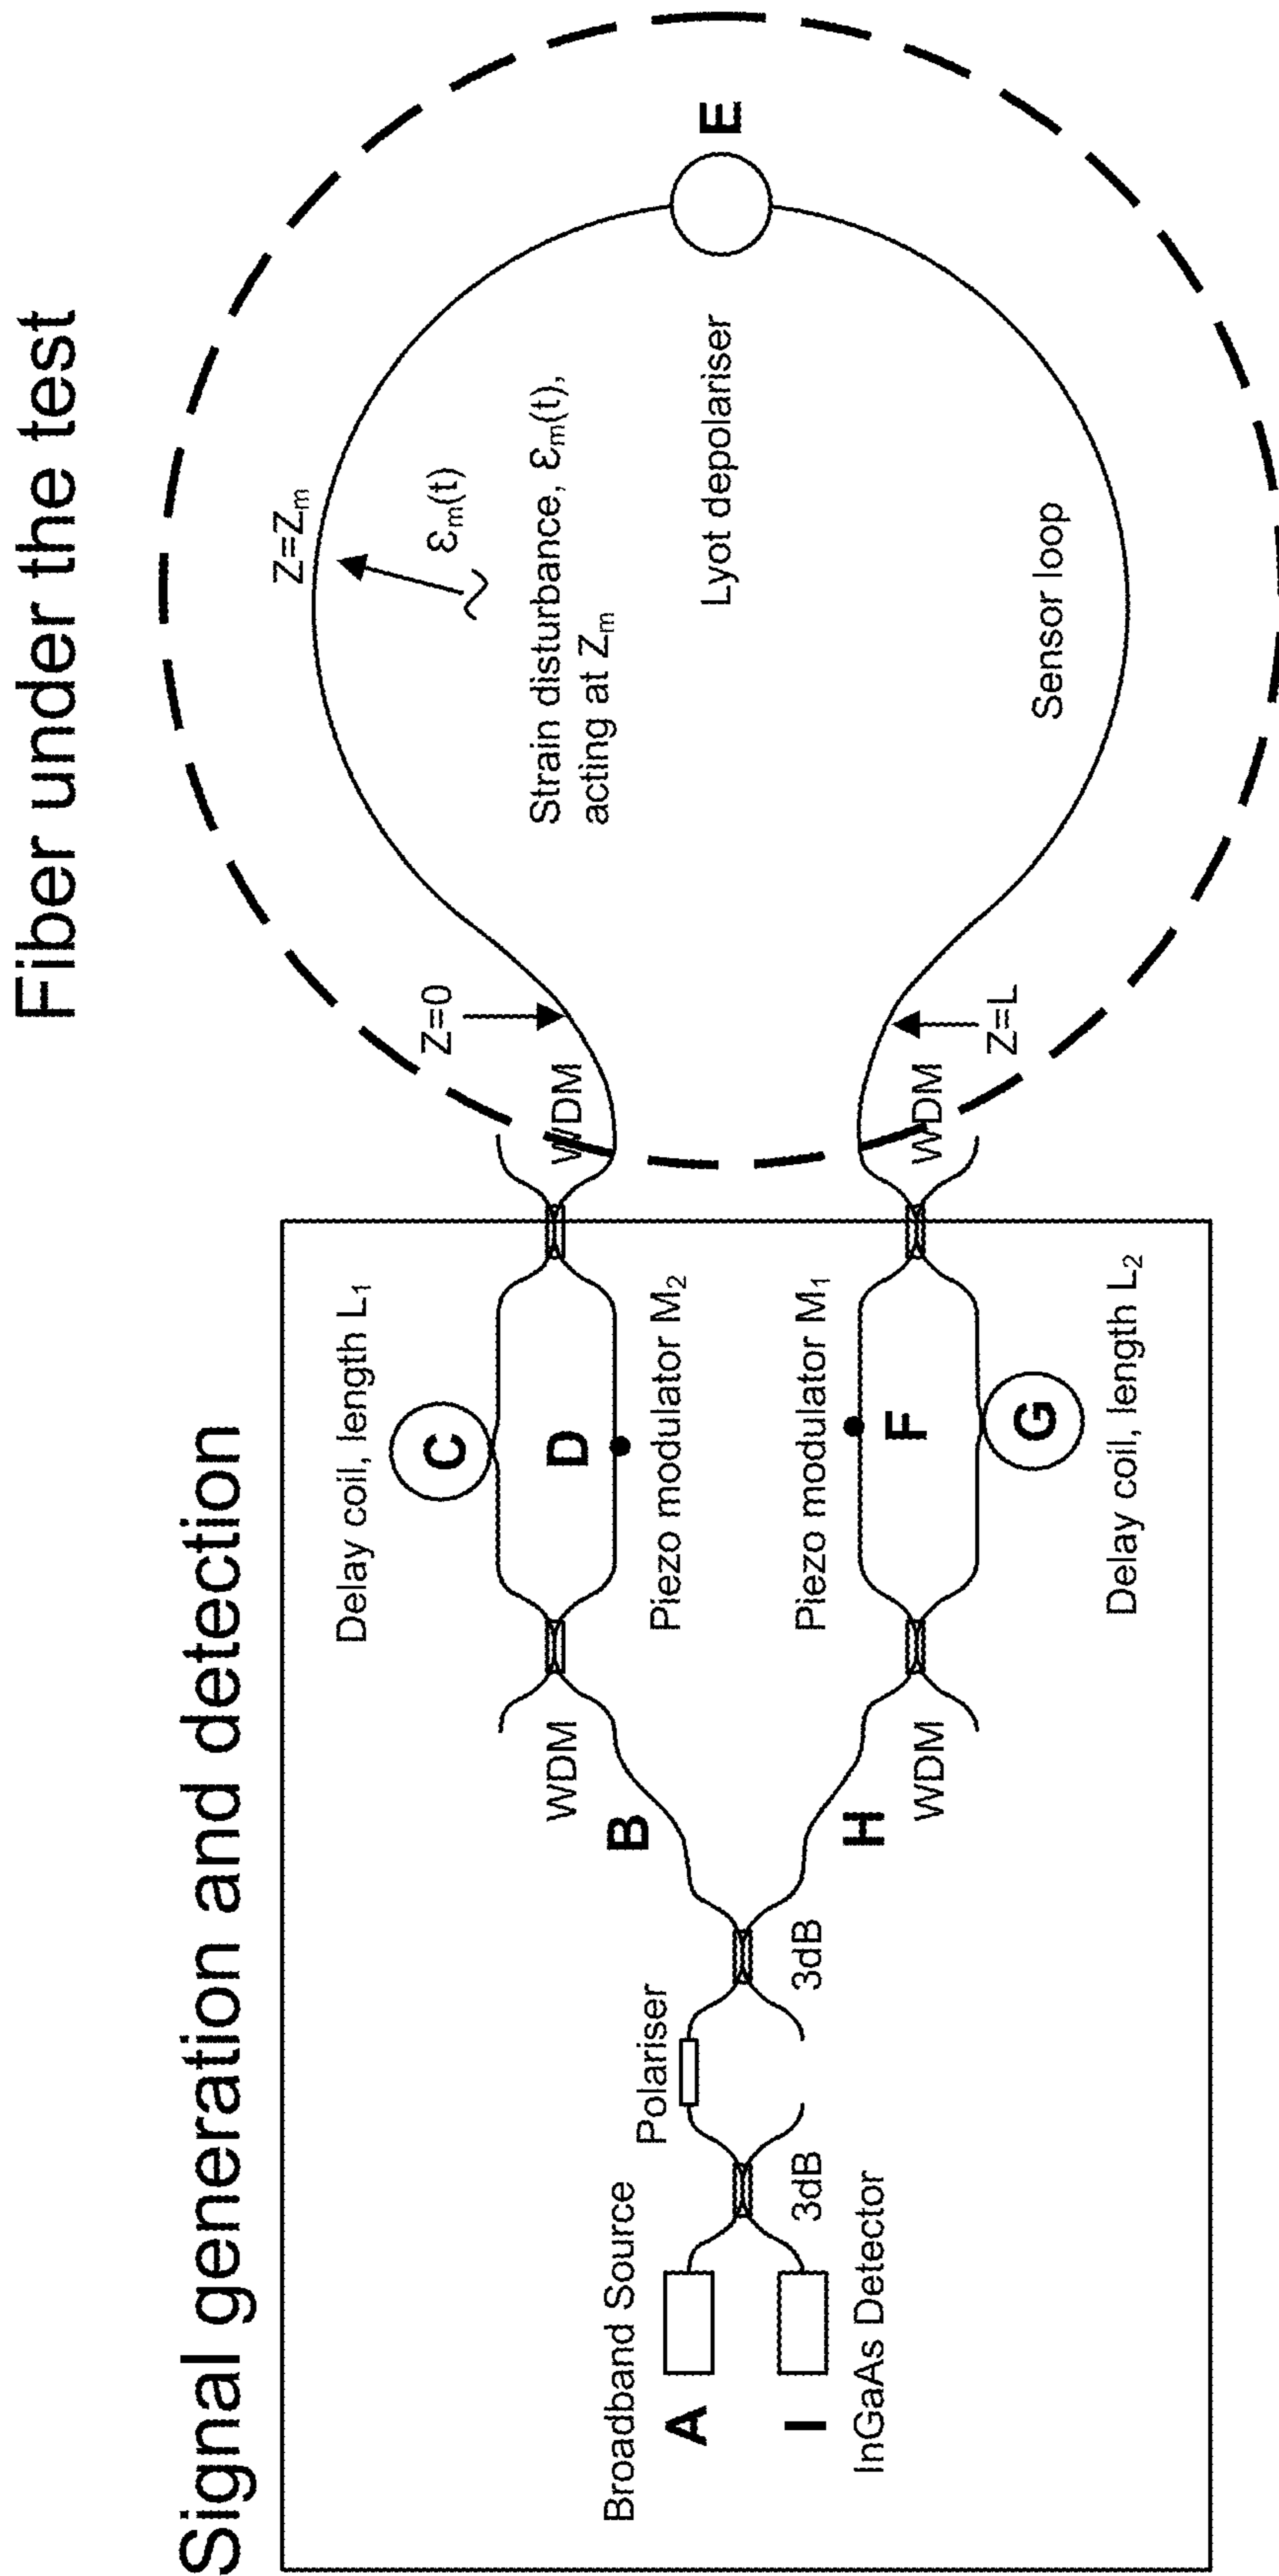 Fiber under the test
Signal generation and detection
Broadband Source
A
I
InGaAs Detector
3dB
Polariser
3dB
B
H
WDM
WDM
Delay coil, length L₁
C
D
Piezo modulator M₂
Piezo modulator M₁
F
G
Delay coil, length L₂
WDM
WDM
Z=0
Z=L
Z=Zₘ
εₘ(t)
Strain disturbance, εₘ(t),
acting at Zₘ
Lyot depolariser
E
Sensor loop